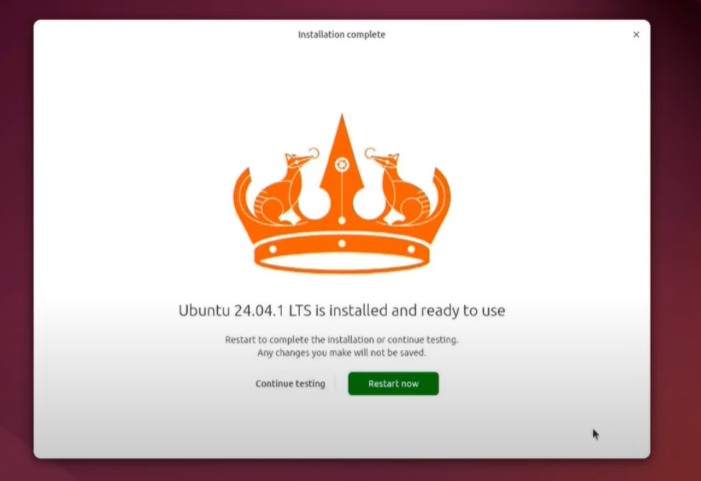 Installation complete
Ubuntu 24.04.1 LTS is installed and ready to use
Restart to complete the installation or continue testing.
Any changes you make will not be saved.
Continue testing
Restart now